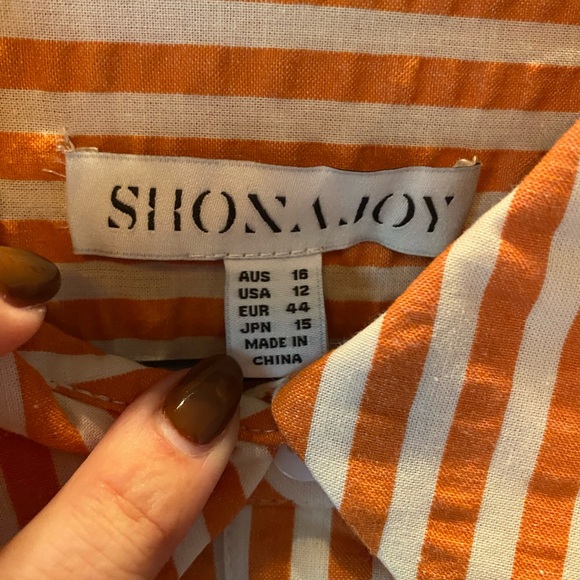 SHONA JOY
AUS 16
USA 12
EUR 44
JPN 15
MADE IN
CHINA